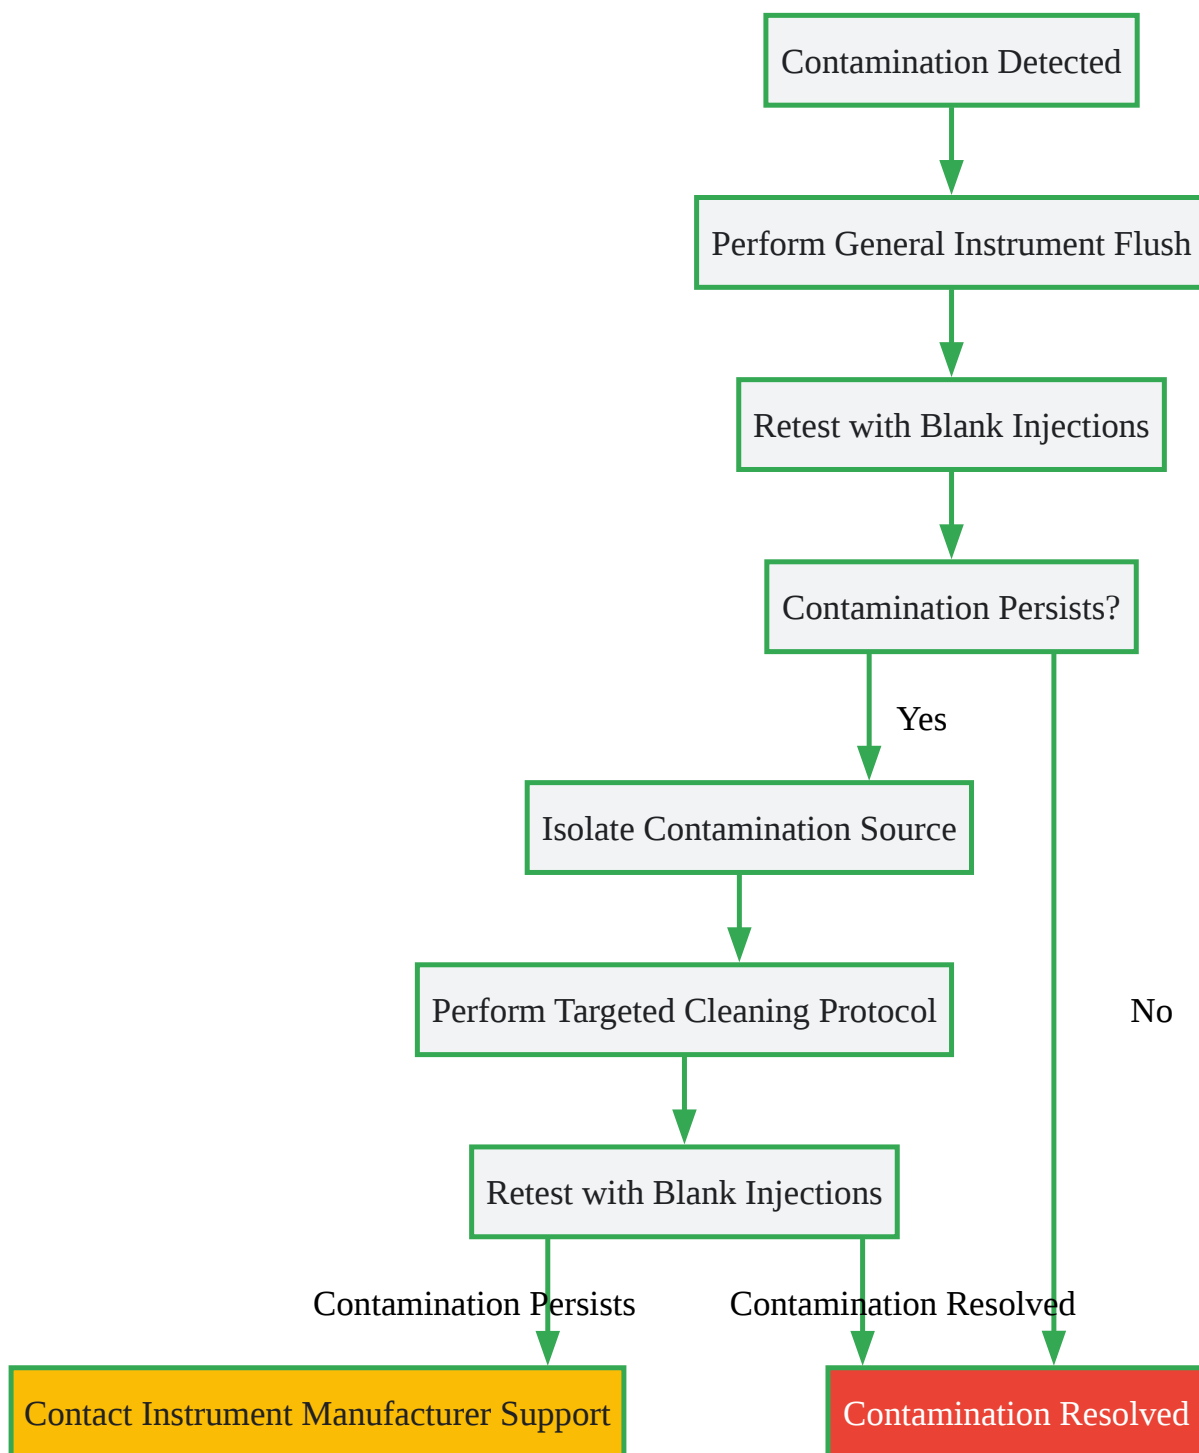 Contamination Detected
Perform General Instrument Flush
Retest with Blank Injections
Contamination Persists?
Yes
Isolate Contamination Source
Perform Targeted Cleaning Protocol
No
Retest with Blank Injections
Contamination Persists
Contamination Resolved
Contact Instrument Manufacturer Support
Contamination Resolved